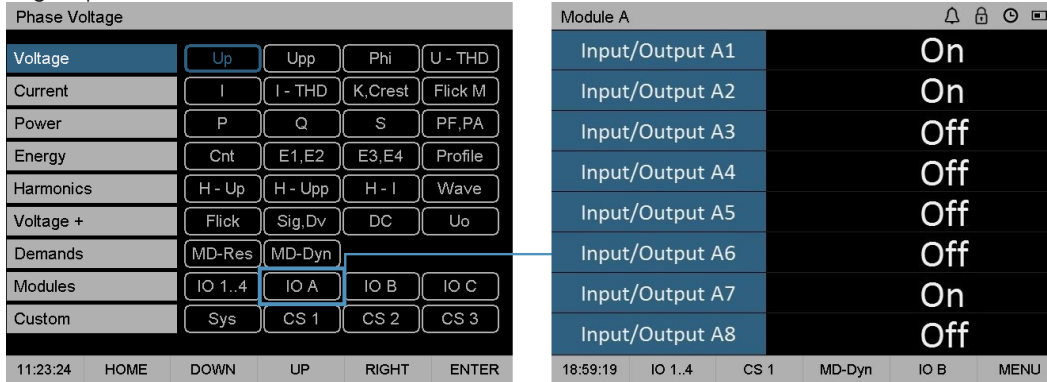 Phase Voltage
Voltage Up Upp Phi U - THD
Current I I - THD K,Crest Flick M
Power P Q S PF,PA
Energy Cnt E1,E2 E3,E4 Profile
Harmonics H - Up H - Upp H - I Wave
Voltage + Flick Sig,Dv DC Uo
Demands MD-Res MD-Dyn
Modules IO 1..4 IO A IO B IO C
Custom Sys CS 1 CS 2 CS 3
11:23:24 HOME DOWN UP RIGHT ENTER
Module A
Input/Output A1 On
Input/Output A2 On
Input/Output A3 Off
Input/Output A4 Off
Input/Output A5 Off
Input/Output A6 Off
Input/Output A7 On
Input/Output A8 Off
18:59:19 IO 1..4 CS 1 MD-Dyn IO B MENU